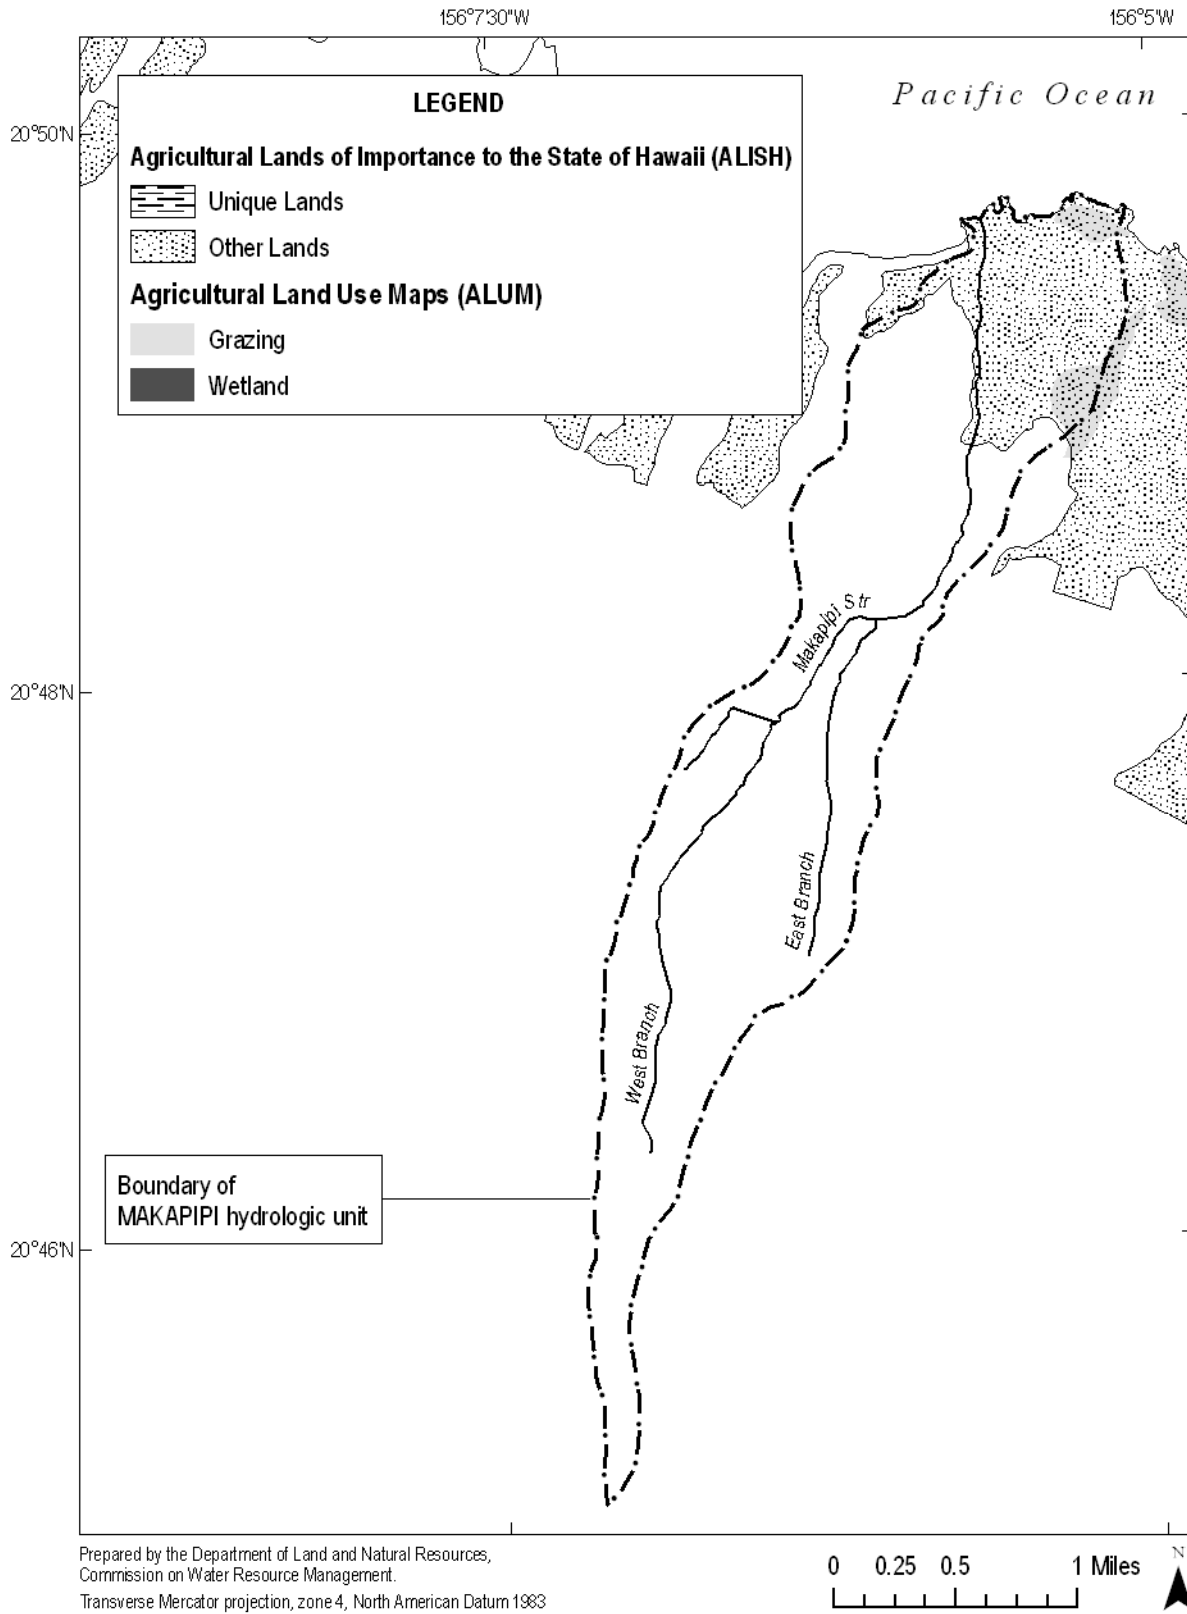 156°7'30"W
156°5'W
Pacific Ocean
LEGEND
20°50'N
Agricultural Lands of Importance to the State of Hawaii (ALISH)
Unique Lands
Other Lands
Agricultural Land Use Maps (ALUM)
Grazing
Wetland
Makapipi Str
20°48'N
East Branch
West Branch
Boundary of
MAKAPIPI hydrologic unit
20°46'N
Prepared by the Department of Land and Natural Resources,
Commission on Water Resource Management.
Transverse Mercator projection, zone 4, North American Datum 1983
0 0.25 0.5 1 Miles
N